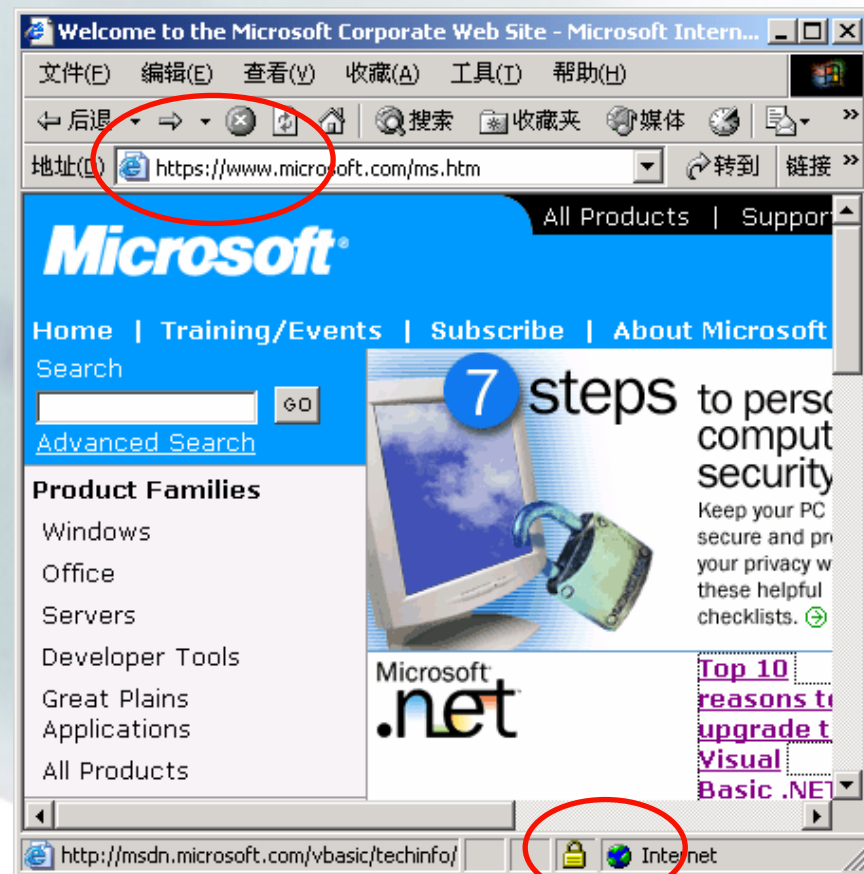 Welcome to the Microsoft Corporate Web Site - Microsoft Intern...
文件(F) 编辑(E) 查看(V) 收藏(A) 工具(T) 帮助(H)
后退 搜索 收藏夹 媒体 »
地址(D) https://www.microsoft.com/ms.htm 转到 链接 »
All Products | Suppor
Microsoft®
Home | Training/Events | Subscribe | About Microsoft
Search
GO
Advanced Search
Product Families
Windows
Office
Servers
Developer Tools
Great Plains
Applications
All Products
7 steps to perso
comput
security
Keep your PC
secure and pro
your privacy w
these helpful
checklists.
Microsoft
.net
Top 10
reasons to
upgrade t
Visual
Basic .NET
http://msdn.microsoft.com/vbasic/techinfo/ Internet